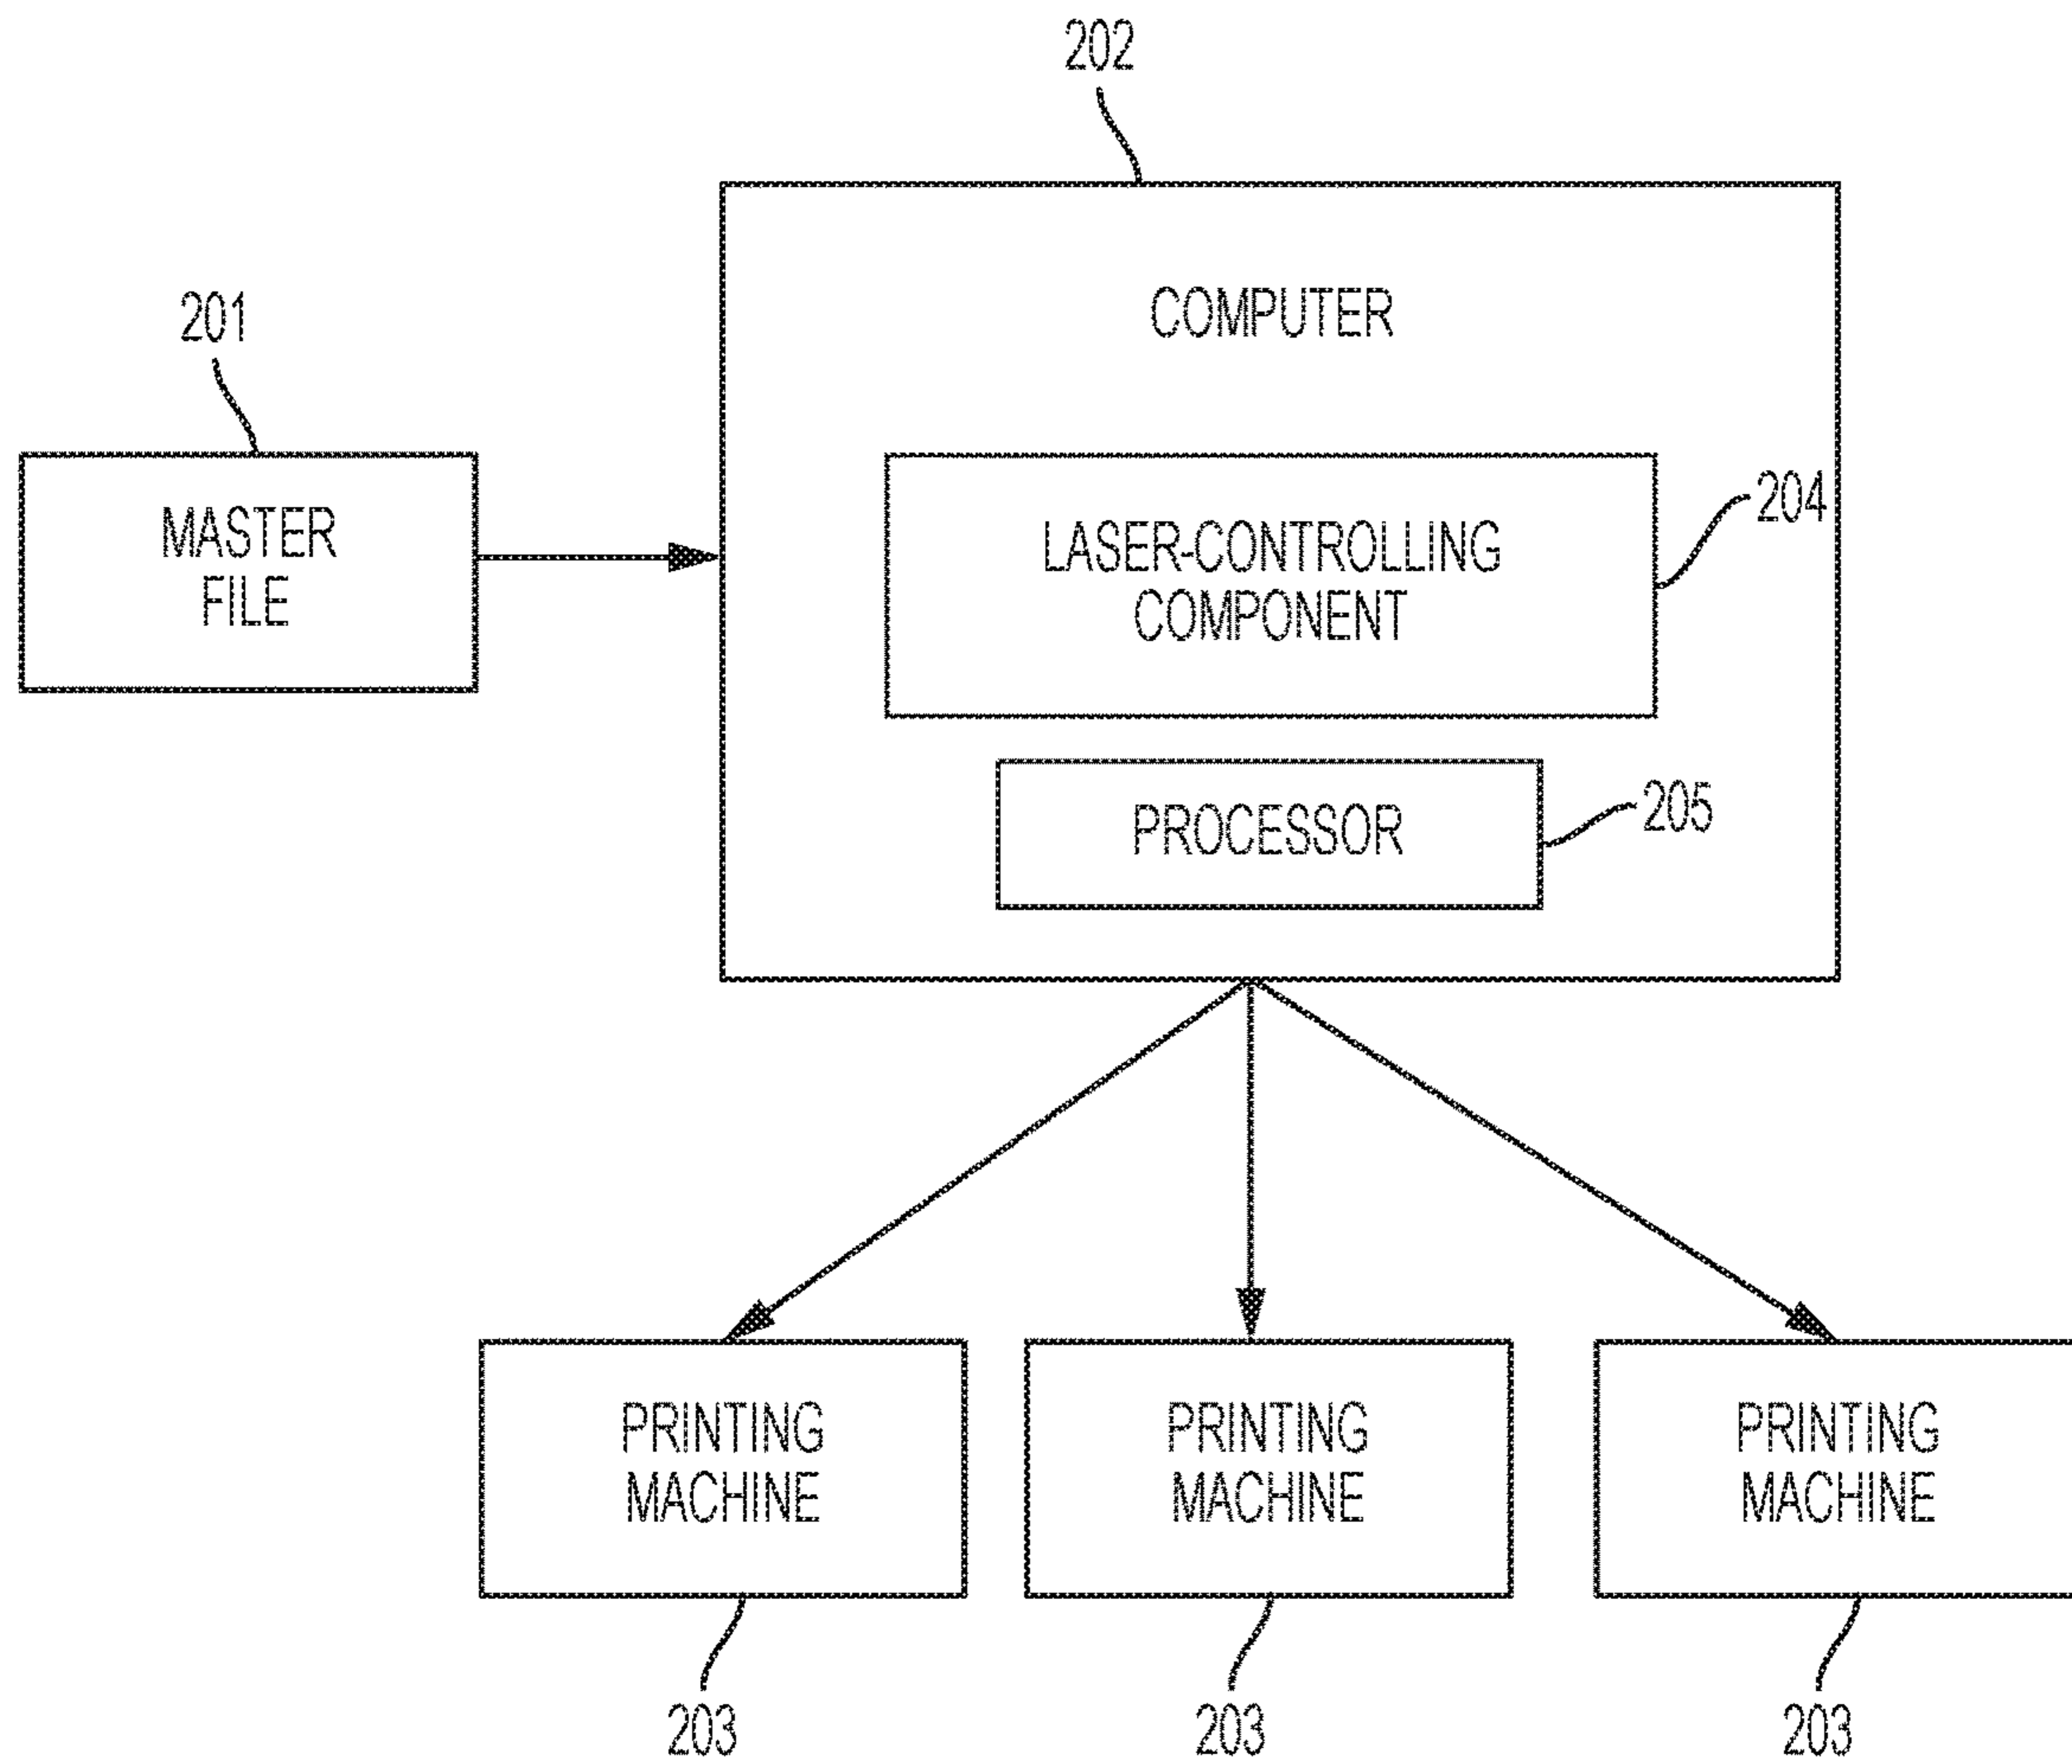 202
COMPUTER
201
MASTER
FILE
LASER-CONTROLLING
COMPONENT
204
PROCESSOR
205
PRINTING
MACHINE
PRINTING
MACHINE
PRINTING
MACHINE
203
203
203